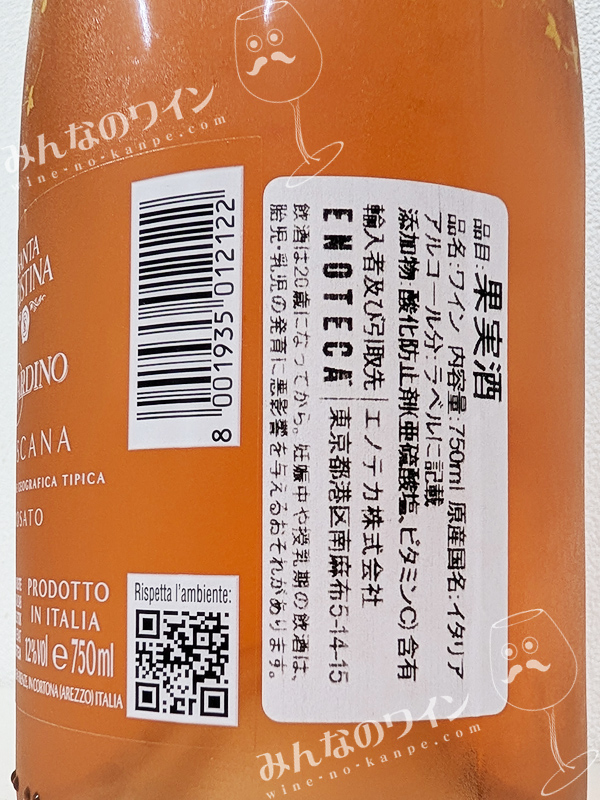 みんなのワイン
wine-no-kanpe.com
SANTA
CRISTINA
TOSCANA
GEOGRAFICA TIPICA
ROSATO
PRODOTTO
IN ITALIA
12%vol e 750ml
CORTONA (AREZZO) ITALIA
8 001935 012122
Rispetta l'ambiente:
品目:果実酒
品名:ワイン 内容量:750ml 原産国名:イタリア
アルコール分:ラベルに記載
添加物:酸化防止剤(亜硫酸塩、ビタミンC)含有
輸入者及び引取先 エノテカ株式会社
ENOTECA 東京都港区南麻布5-14-15
飲酒は20歳になってから。妊娠中や授乳期の飲酒は、
胎児・乳児の発育に悪影響を与えるおそれがあります。
みんなのワイン
wine-no-kanpe.com